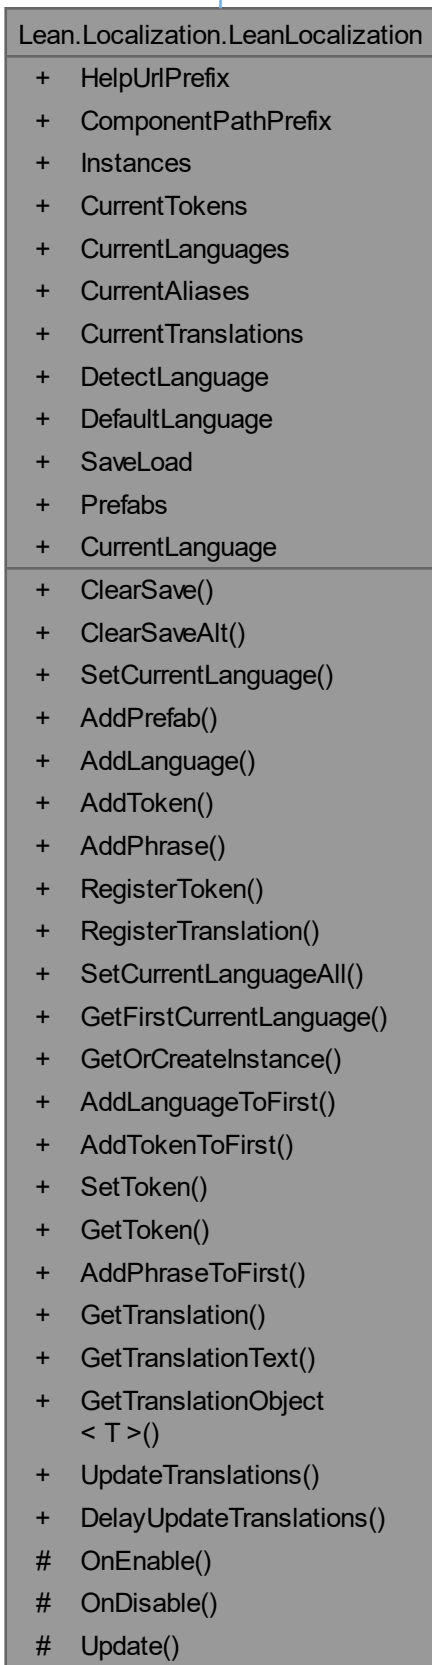 Lean.Localization.LeanLocalization
+ HelpUrlPrefix
+ ComponentPathPrefix
+ Instances
+ CurrentTokens
+ CurrentLanguages
+ CurrentAliases
+ CurrentTranslations
+ DetectLanguage
+ DefaultLanguage
+ SaveLoad
+ Prefabs
+ CurrentLanguage
+ ClearSave()
+ ClearSaveAlt()
+ SetCurrentLanguage()
+ AddPrefab()
+ AddLanguage()
+ AddToken()
+ AddPhrase()
+ RegisterToken()
+ RegisterTranslation()
+ SetCurrentLanguageAll()
+ GetFirstCurrentLanguage()
+ GetOrCreateInstance()
+ AddLanguageToFirst()
+ AddTokenToFirst()
+ SetToken()
+ GetToken()
+ AddPhraseToFirst()
+ GetTranslation()
+ GetTranslationText()
+ GetTranslationObject
< T >()
+ UpdateTranslations()
+ DelayUpdateTranslations()
# OnEnable()
# OnDisable()
# Update()